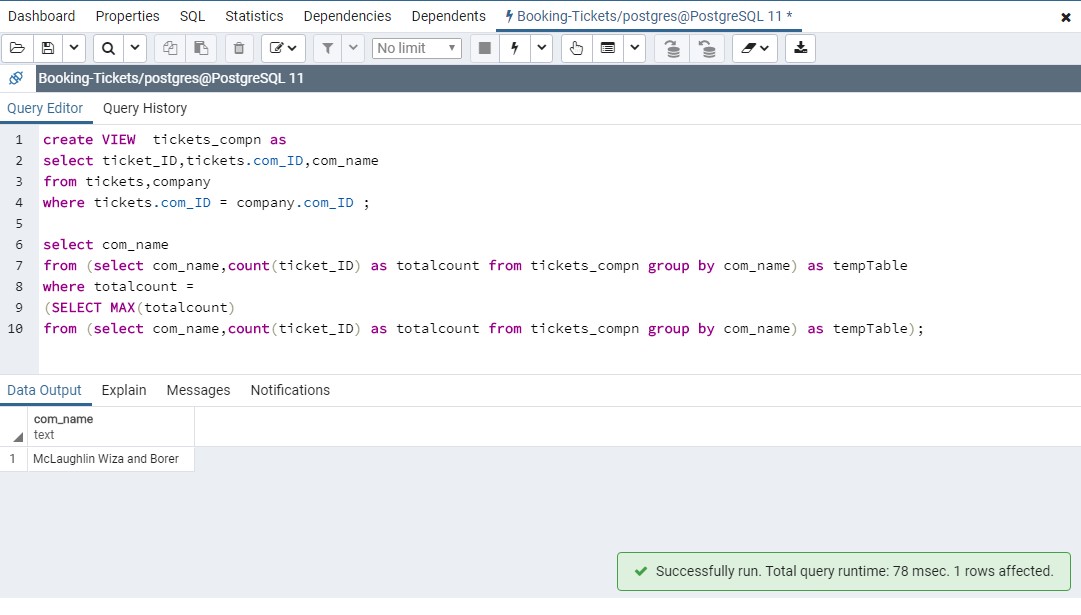 Dashboard Properties SQL Statistics Dependencies Dependents Booking-Tickets/postgres@PostgreSQL 11 *
No limit
Booking-Tickets/postgres@PostgreSQL 11
Query Editor Query History
1 create VIEW  tickets_compn as
2 select ticket_ID,tickets.com_ID,com_name
3 from tickets,company
4 where tickets.com_ID = company.com_ID ;
5
6 select com_name
7 from (select com_name,count(ticket_ID) as totalcount from tickets_compn group by com_name) as tempTable
8 where totalcount =
9 (SELECT MAX(totalcount)
10 from (select com_name,count(ticket_ID) as totalcount from tickets_compn group by com_name) as tempTable);
Data Output Explain Messages Notifications
com_name
text
1 McLaughlin Wiza and Borer
Successfully run. Total query runtime: 78 msec. 1 rows affected.